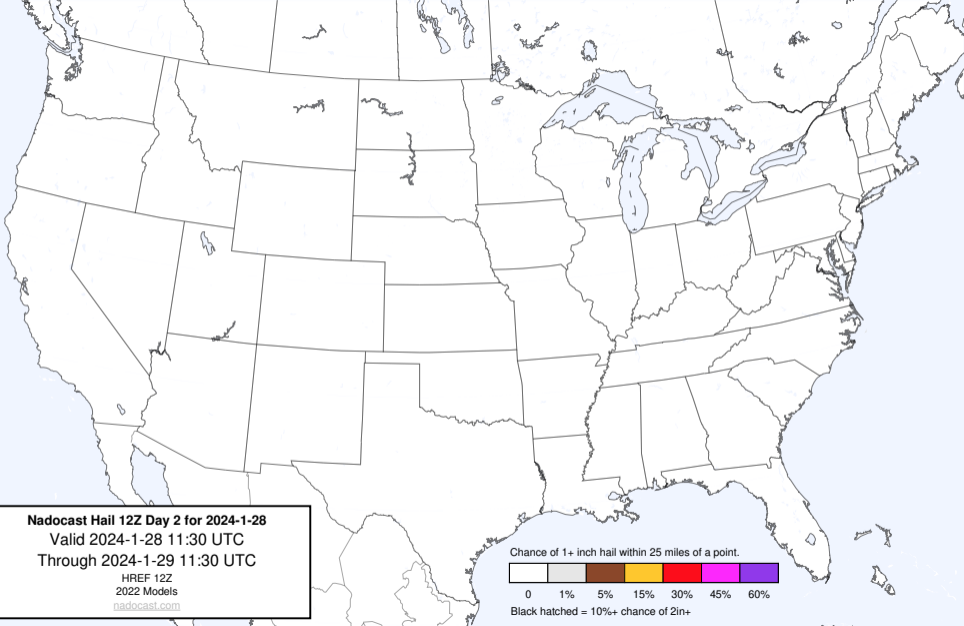 Nadocast Hail 12Z Day 2 for 2024-1-28
Valid 2024-1-28 11:30 UTC
Through 2024-1-29 11:30 UTC
HREF 12Z
2022 Models
nadocast.com
Chance of 1+ inch hail within 25 miles of a point.
0 1% 5% 15% 30% 45% 60%
Black hatched = 10%+ chance of 2in+